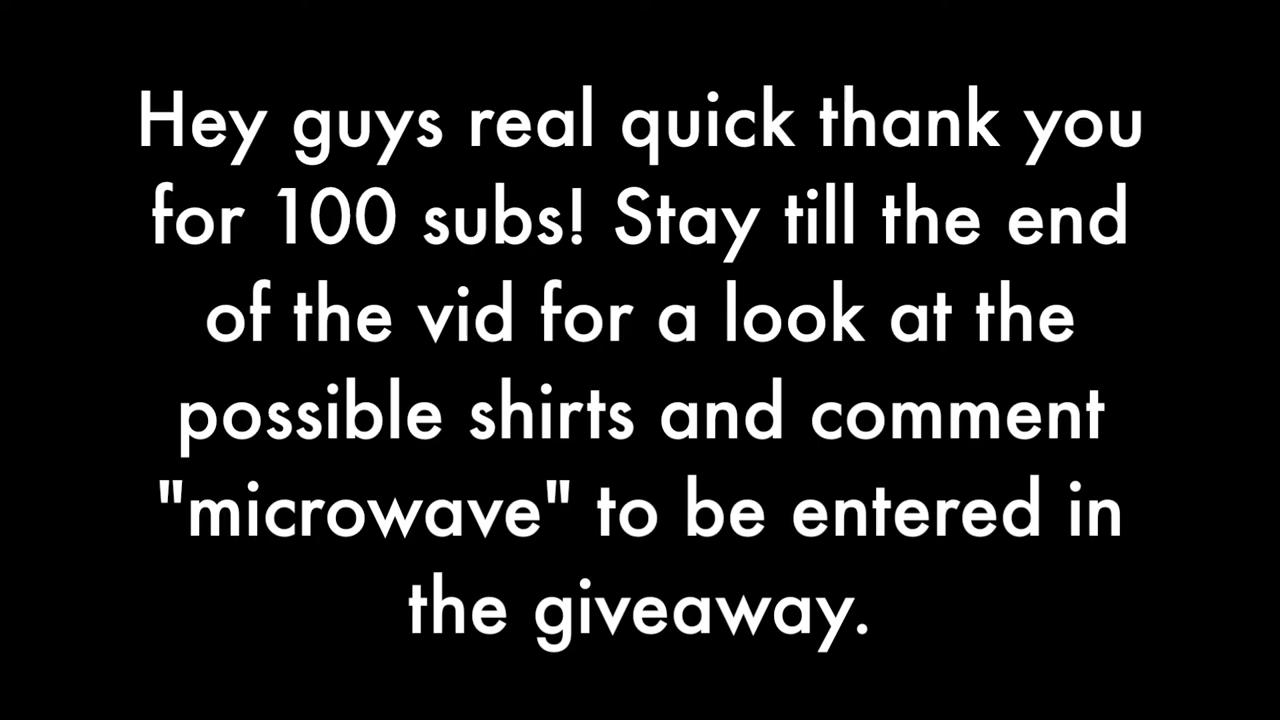 Hey guys real quick thank you
for 100 subs! Stay till the end
of the vid for a look at the
possible shirts and comment
"microwave" to be entered in
the giveaway.